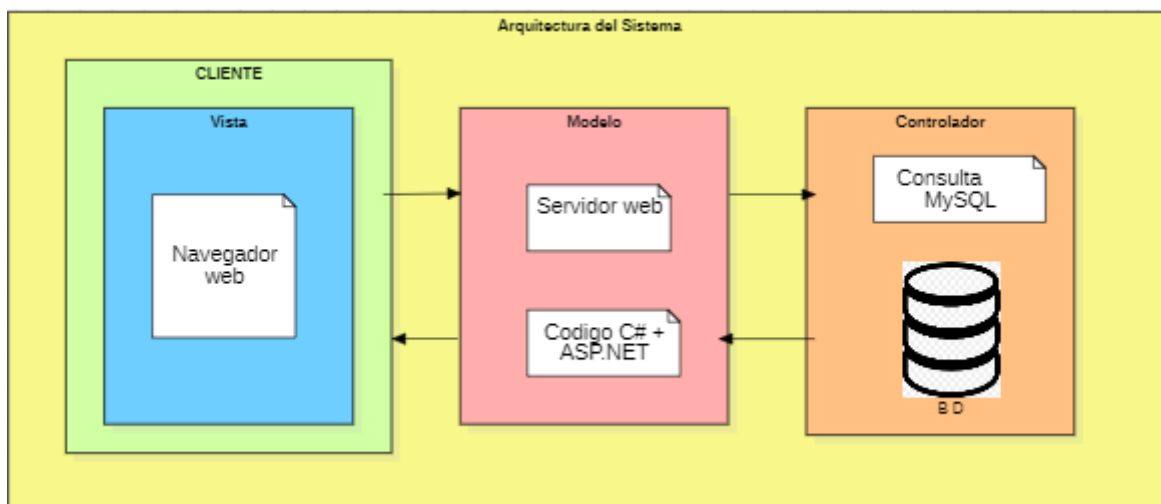 Arquitectura del Sistema
CLIENTE
Vista
Navegador
web
Modelo
Servidor web
Codigo C# +
ASP.NET
Controlador
Consulta
MySQL
B D